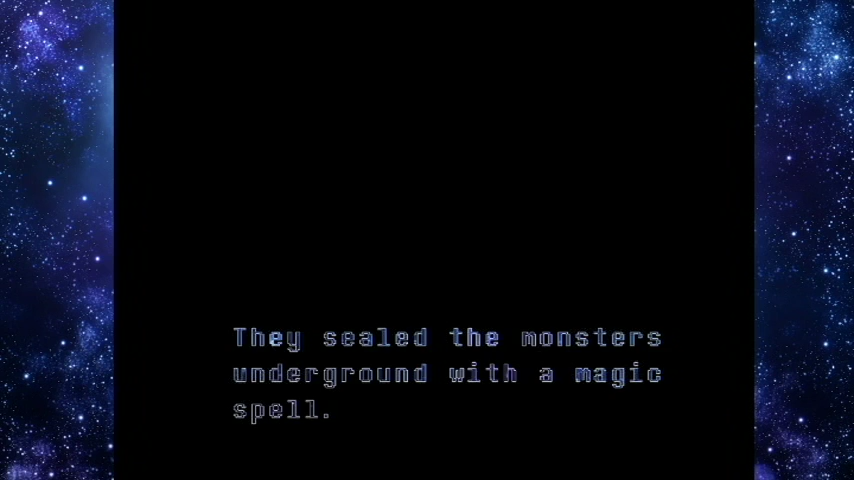 They sealed the monsters
underground with a magic
spell.